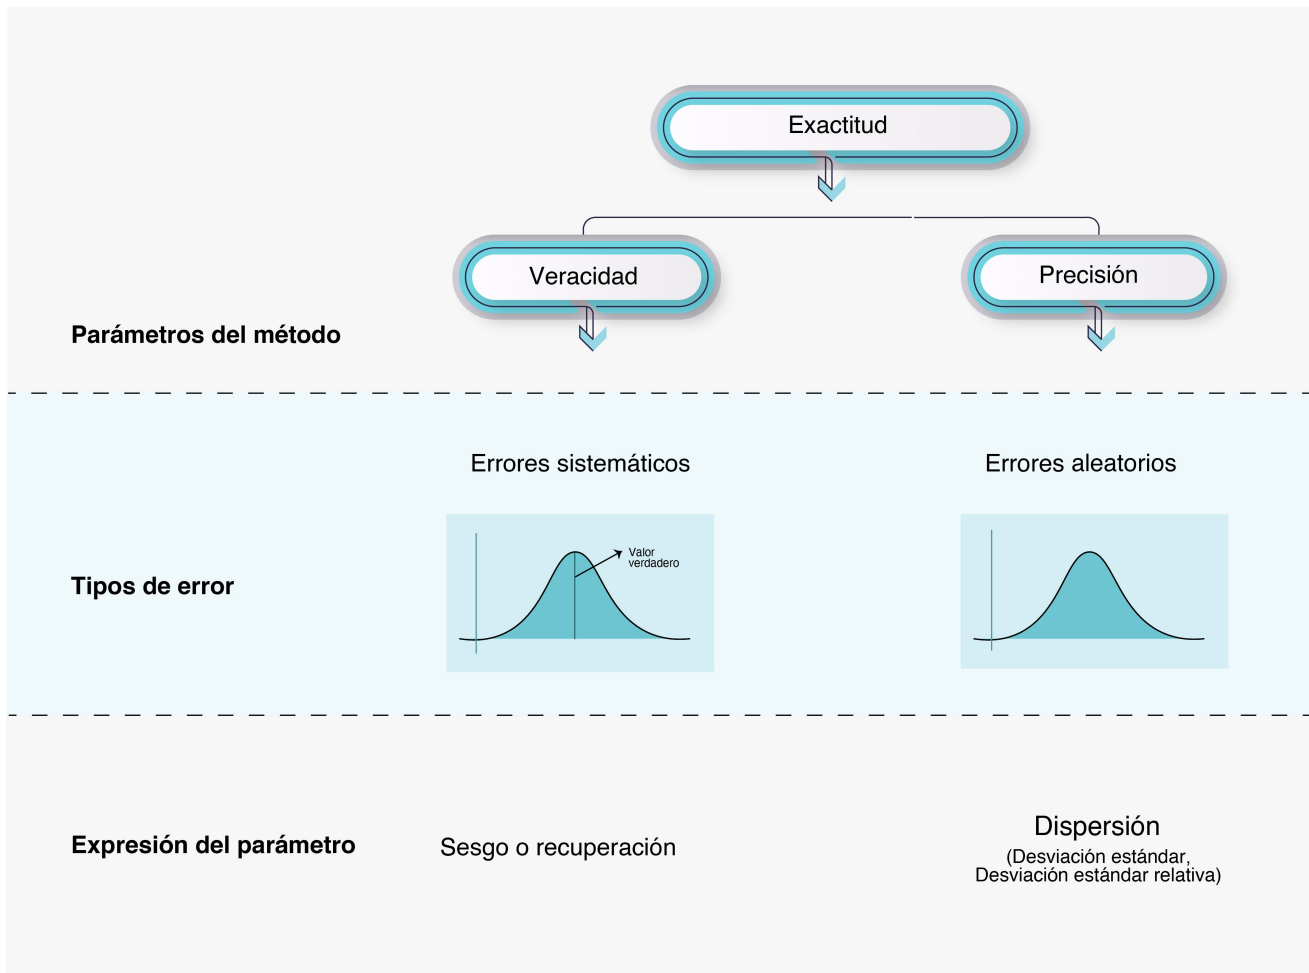 Exactitud
Veracidad
Precisión
Parámetros del método
Errores sistemáticos
Errores aleatorios
Valor
verdadero
Tipos de error
Expresión del parámetro
Sesgo o recuperación
Dispersión
(Desviación estándar,
Desviación estándar relativa)